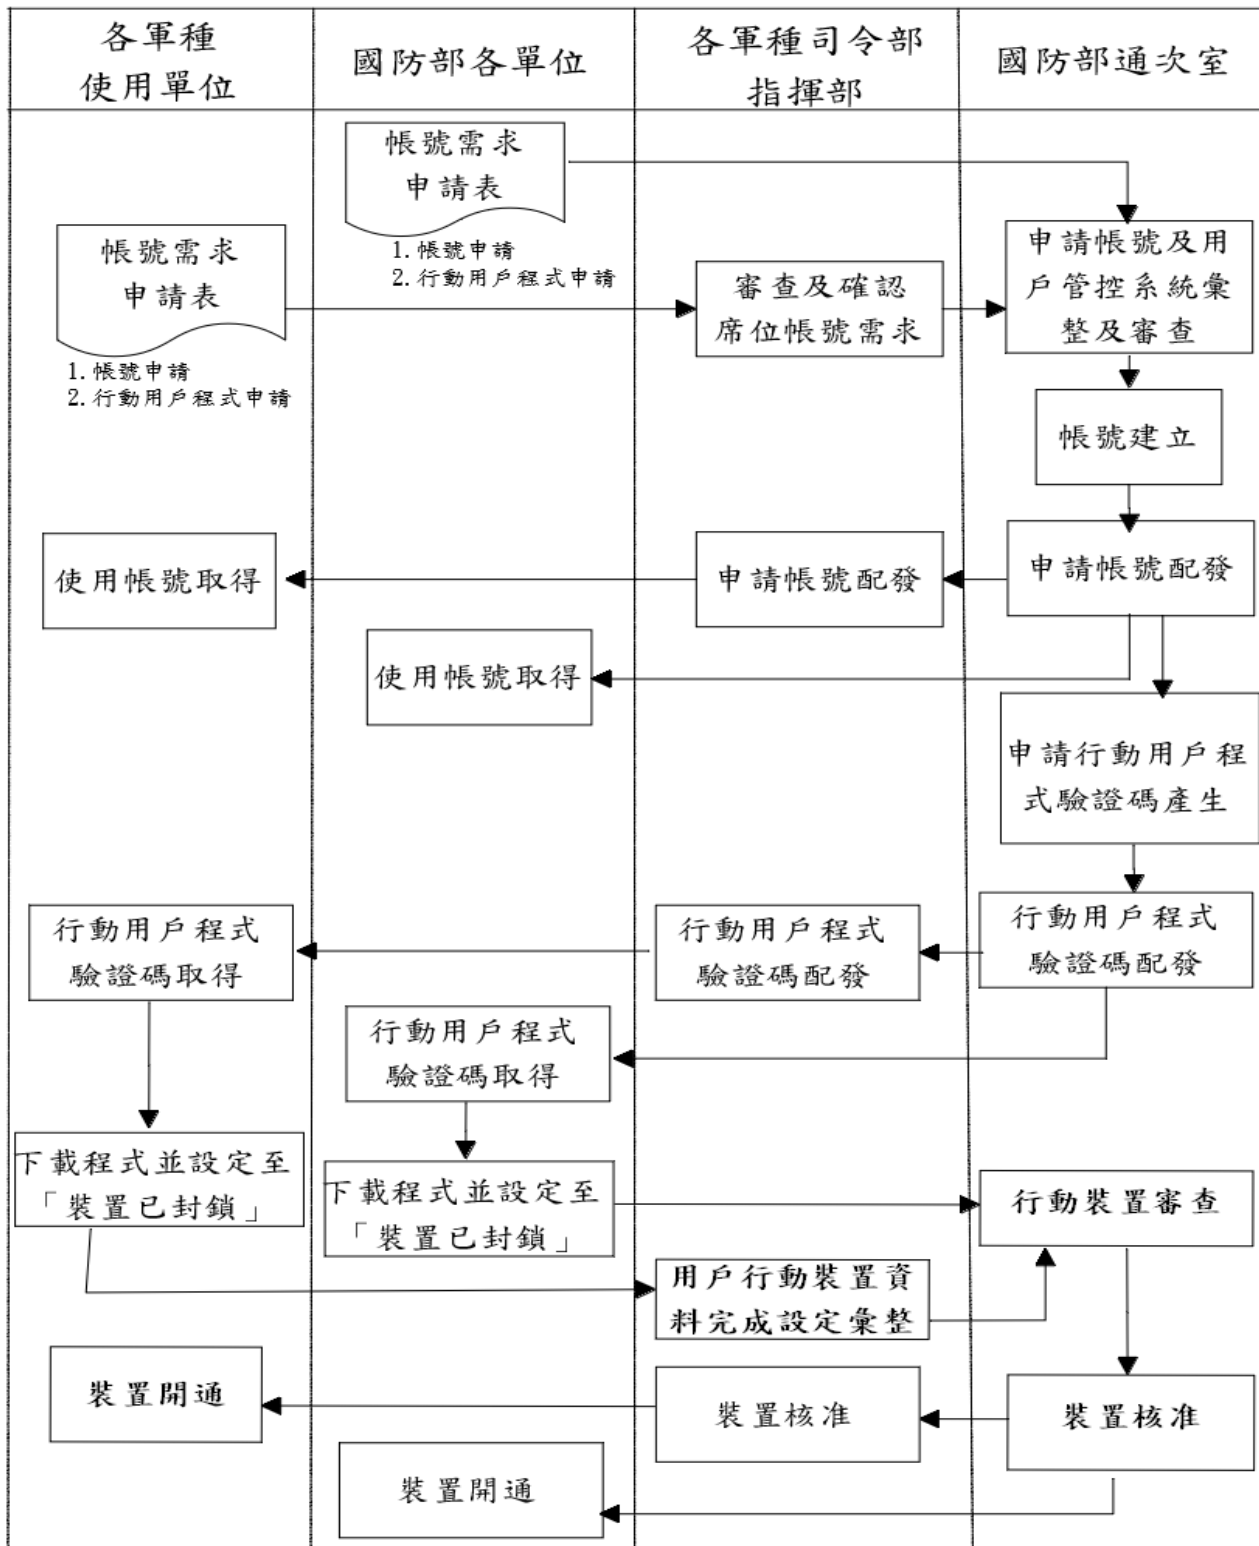 各軍種
使用單位
國防部各單位
各軍種司令部
指揮部
國防部通次室
帳號需求
申請表
1.帳號申請
2.行動用戶程式申請
帳號需求
申請表
1.帳號申請
2.行動用戶程式申請
審查及確認
席位帳號需求
申請帳號及用
戶管控系統彙
整及審查
帳號建立
使用帳號取得
申請帳號配發
申請帳號配發
使用帳號取得
申請行動用戶程
式驗證碼產生
行動用戶程式
驗證碼取得
行動用戶程式
驗證碼配發
行動用戶程式
驗證碼配發
行動用戶程式
驗證碼取得
下載程式並設定至
「裝置已封鎖」
下載程式並設定至
「裝置已封鎖」
行動裝置審查
用戶行動裝置資
料完成設定彙整
裝置開通
裝置核准
裝置核准
裝置開通